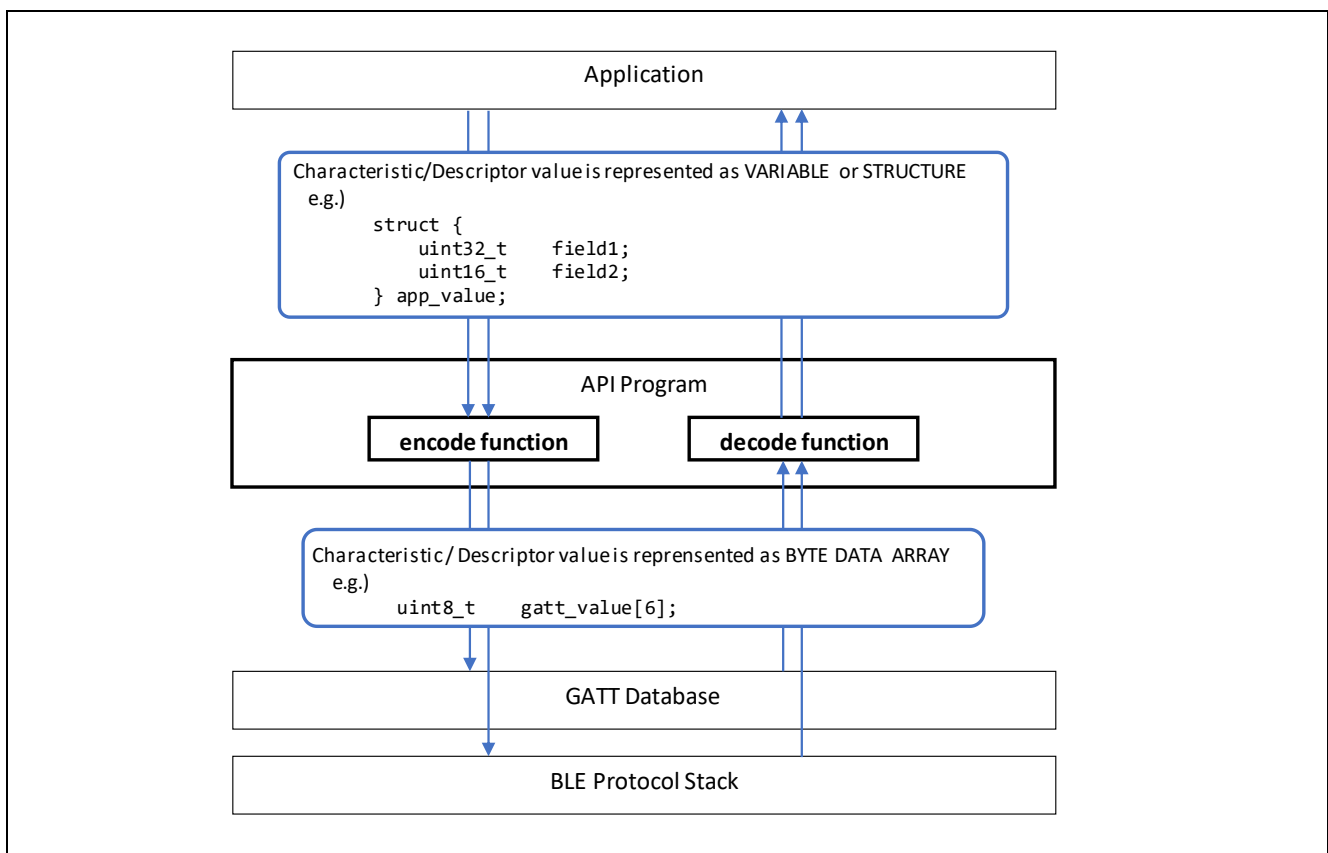 Application
Characteristic/Descriptor value is represented as VARIABLE or STRUCTURE
e.g.)
struct {
uint32_t field1;
uint16_t field2;
} app_value;
API Program
encode function
decode function
Characteristic / Descriptor value is reprensented as BYTE DATA ARRAY
e.g.)
uint8_t gatt_value[6];
GATT Database
BLE Protocol Stack